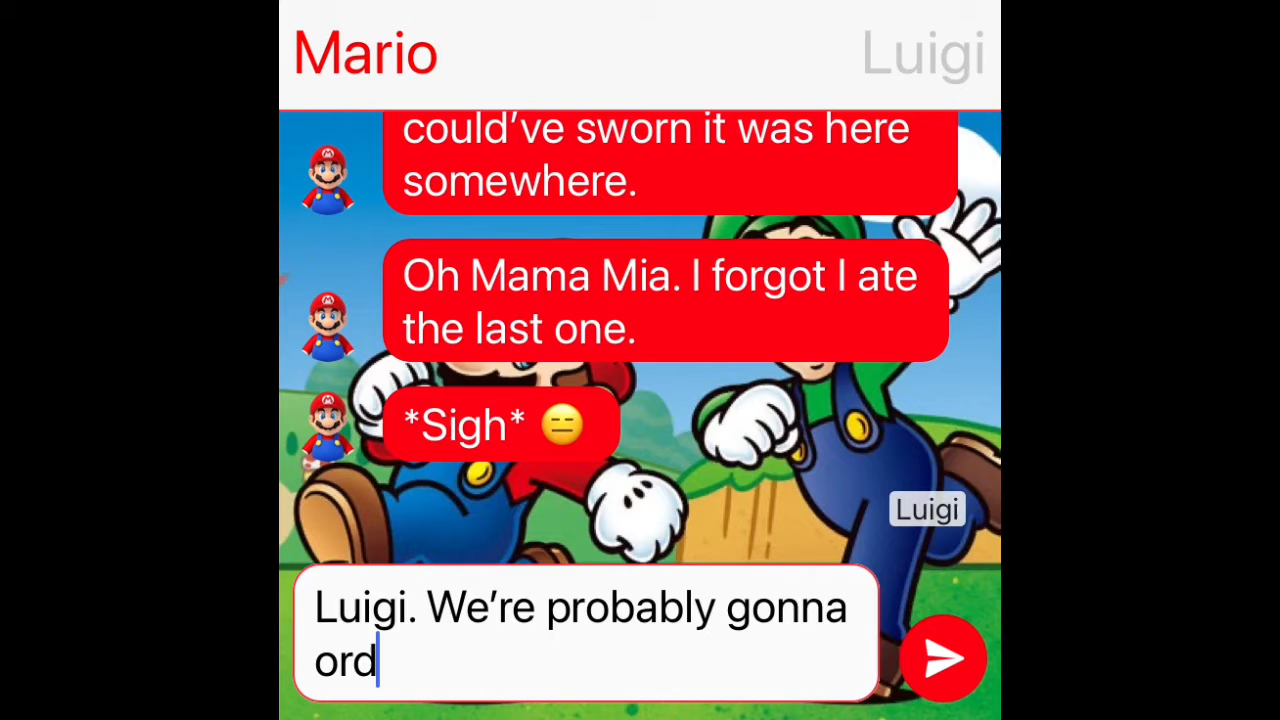 Mario
Luigi
could’ve sworn it was here
somewhere.
Oh Mama Mia. I forgot I ate
the last one.
*Sigh* 😑
Luigi
Luigi. We’re probably gonna
ord